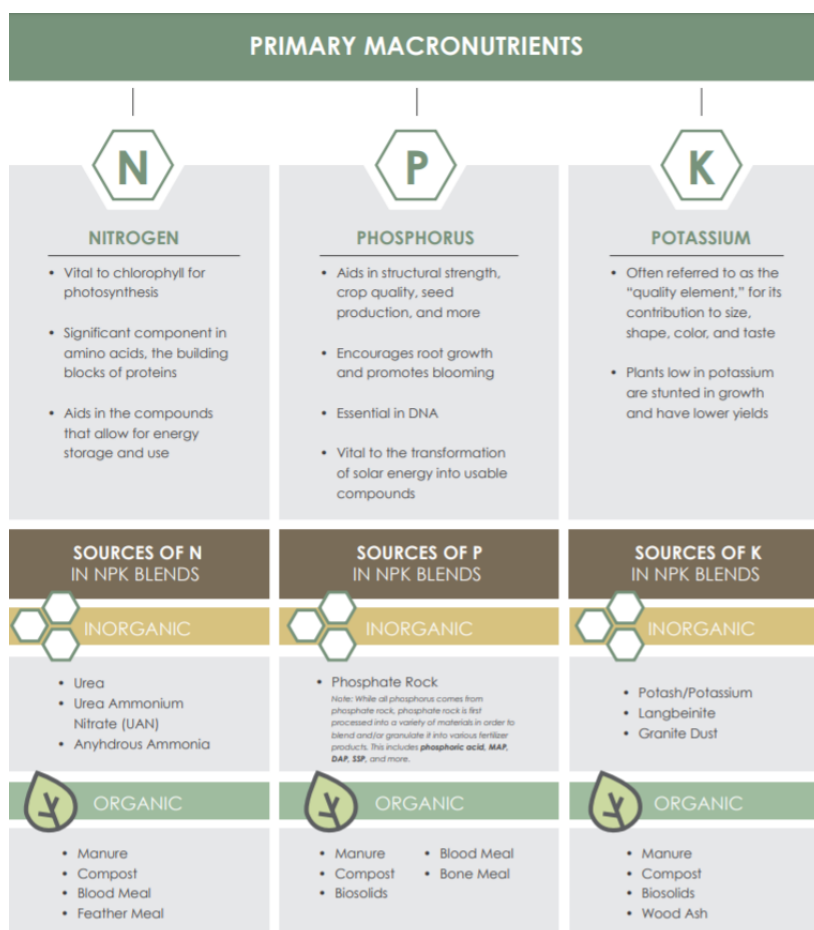 PRIMARY MACRONUTRIENTS
N
NITROGEN
• Vital to chlorophyll for
photosynthesis
• Significant component in
amino acids, the building
blocks of proteins
• Aids in the compounds
that allow for energy
storage and use
P
PHOSPHORUS
• Aids in structural strength,
crop quality, seed
production, and more
• Encourages root growth
and promotes blooming
• Essential in DNA
• Vital to the transformation
of solar energy into usable
compounds
K
POTASSIUM
• Often referred to as the
“quality element,” for its
contribution to size,
shape, color, and taste
• Plants low in potassium
are stunted in growth
and have lower yields
SOURCES OF N
IN NPK BLENDS
INORGANIC
• Urea
• Urea Ammonium
Nitrate (UAN)
• Anyhdrous Ammonia
ORGANIC
• Manure
• Compost
• Blood Meal
• Feather Meal
SOURCES OF P
IN NPK BLENDS
INORGANIC
• Phosphate Rock
Note: While all phosphorus comes from
phosphate rock, phosphate rock is first
processed into a variety of materials in order to
blend and/or granulate it into various fertilizer
products. This includes phosphoric acid, MAP,
DAP, SSP, and more.
ORGANIC
• Manure
• Compost
• Biosolids
• Blood Meal
• Bone Meal
SOURCES OF K
IN NPK BLENDS
INORGANIC
• Potash/Potassium
• Langbeinite
• Granite Dust
ORGANIC
• Manure
• Compost
• Biosolids
• Wood Ash